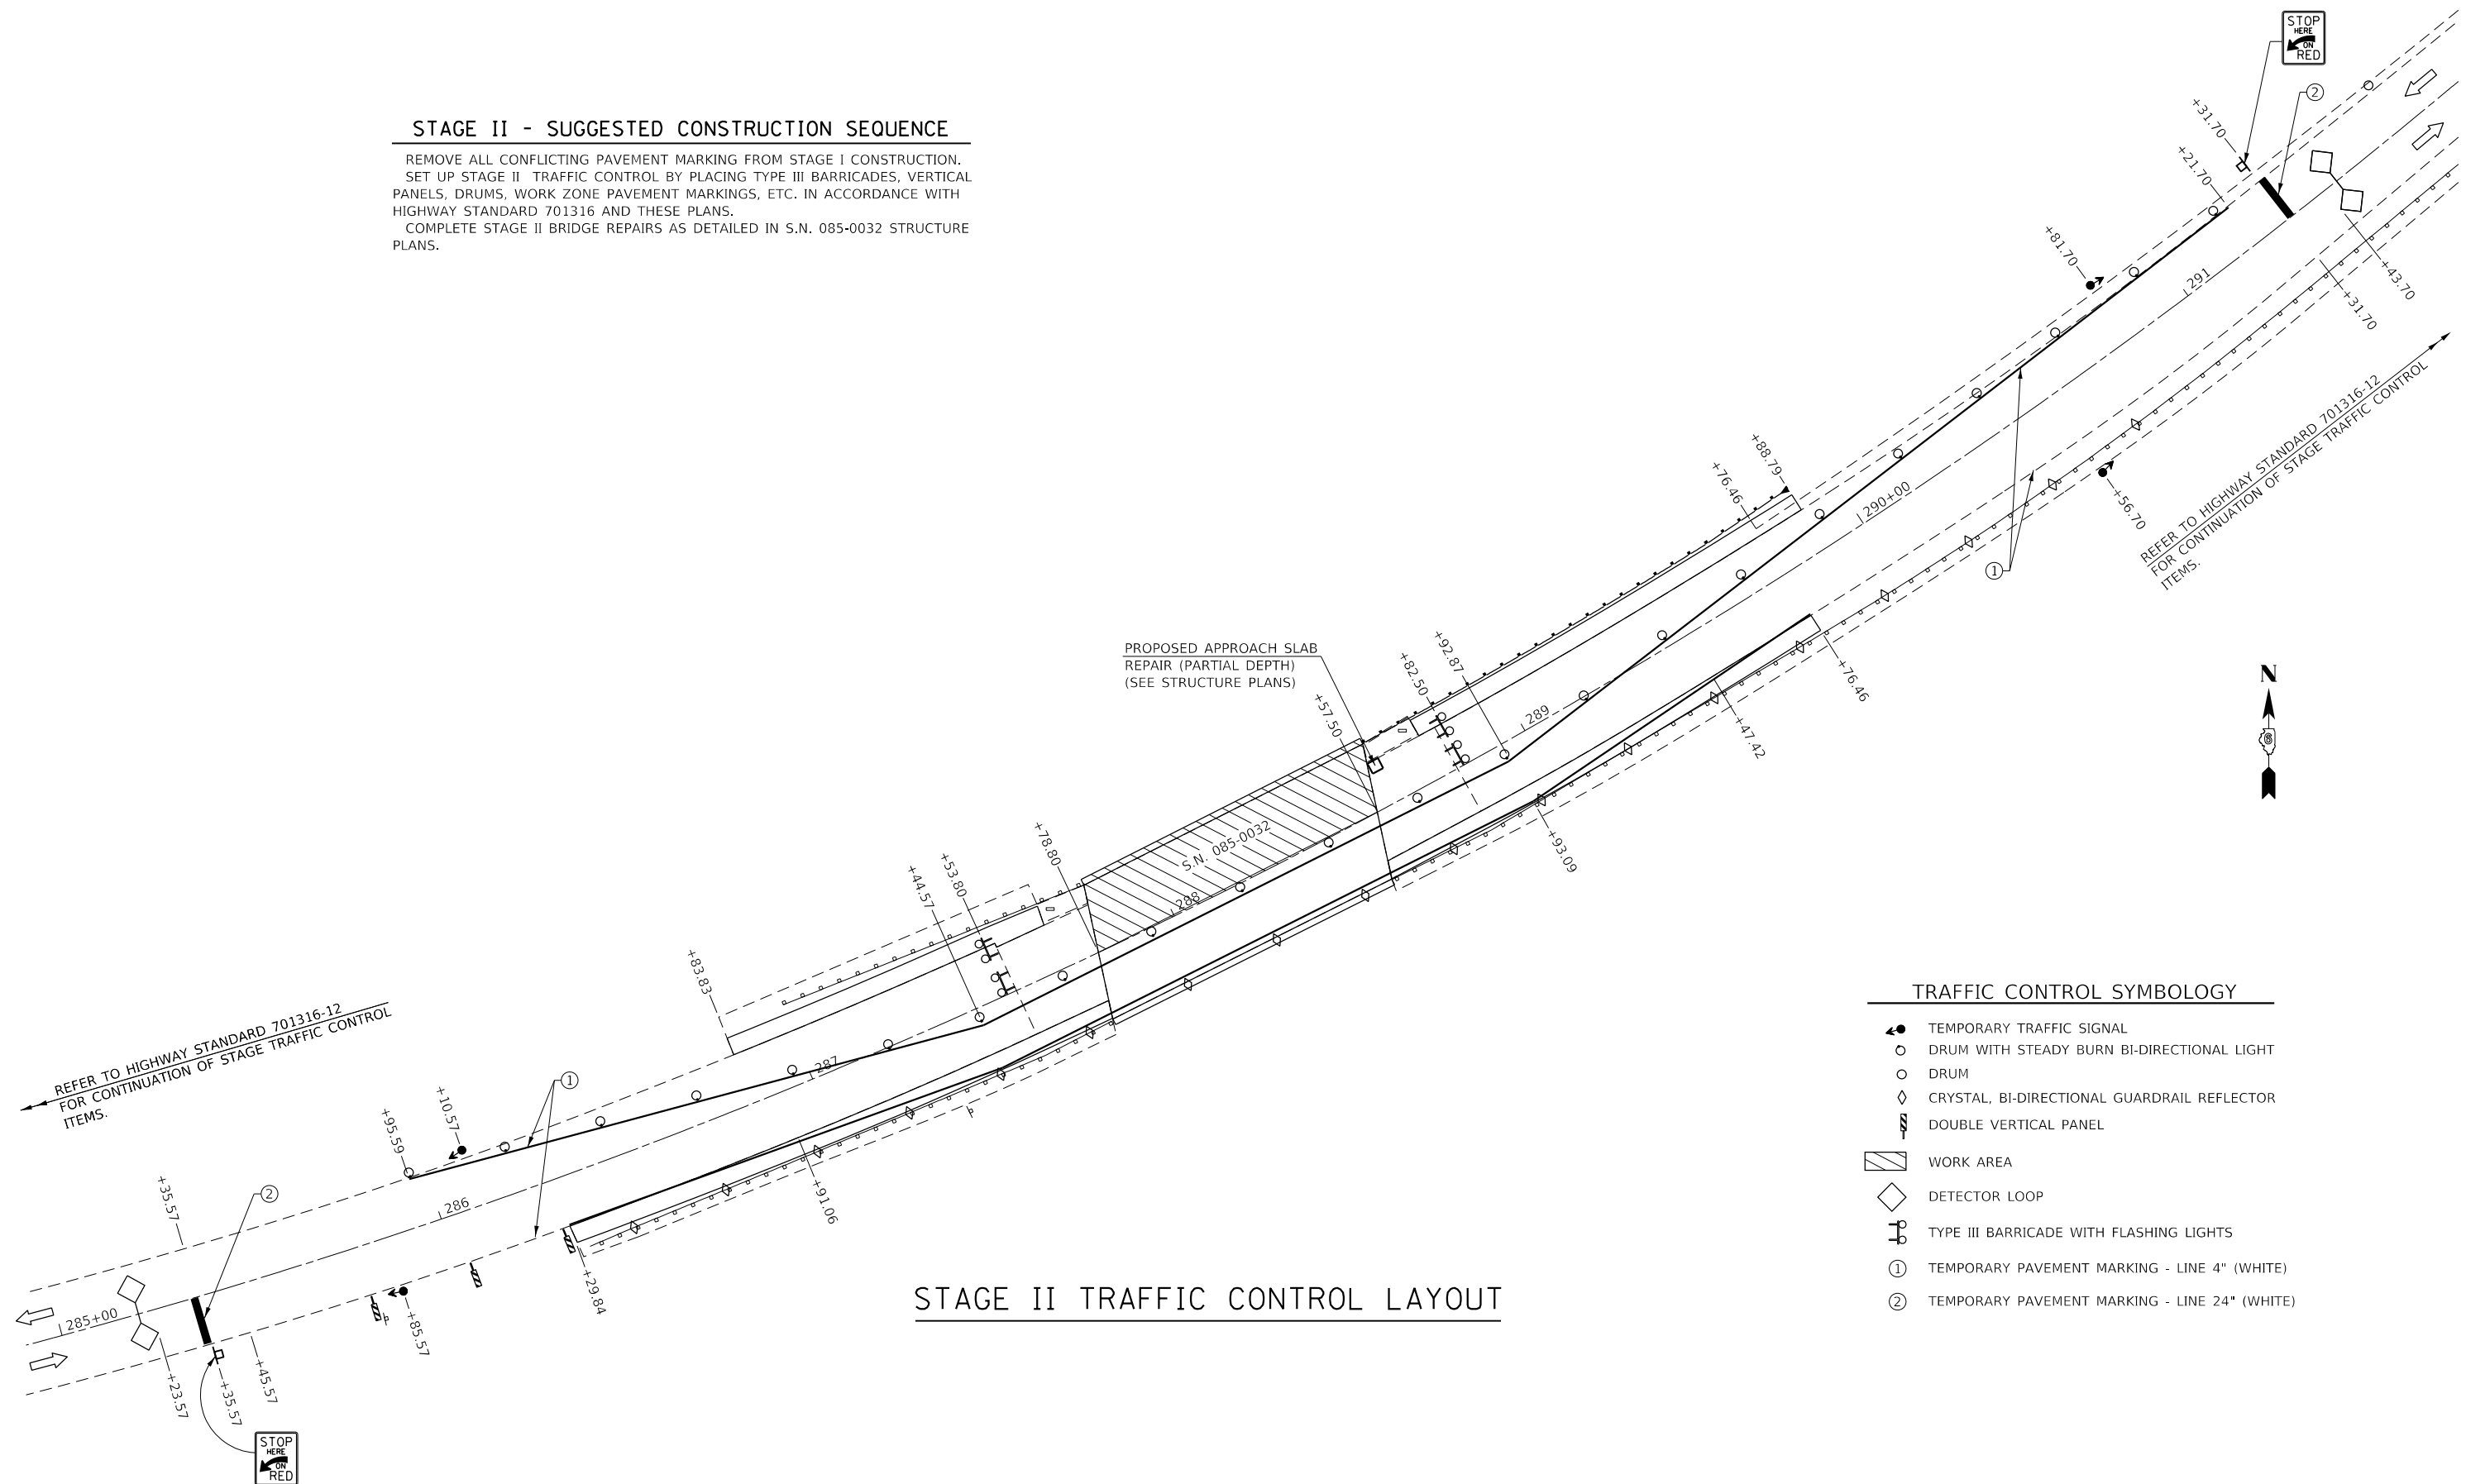 STAGE II - SUGGESTED CONSTRUCTION SEQUENCE
REMOVE ALL CONFLICTING PAVEMENT MARKING FROM STAGE I CONSTRUCTION.
SET UP STAGE II TRAFFIC CONTROL BY PLACING TYPE III BARRICADES, VERTICAL
PANELS, DRUMS, WORK ZONE PAVEMENT MARKINGS, ETC. IN ACCORDANCE WITH
HIGHWAY STANDARD 701316 AND THESE PLANS.
COMPLETE STAGE II BRIDGE REPAIRS AS DETAILED IN S.N. 085-0032 STRUCTURE
PLANS.
STOP
HERE
ON
RED
2
+31.70
+21.70
+81.70
291
+43.70
+31.70
REFER TO HIGHWAY STANDARD 701316-12
FOR CONTINUATION OF STAGE TRAFFIC CONTROL
ITEMS.
+88.79
+76.46
290+00
+56.70
1
PROPOSED APPROACH SLAB
REPAIR (PARTIAL DEPTH)
(SEE STRUCTURE PLANS)
+92.87
+82.50
+57.50
289
+76.46
+47.42
N
6
+93.09
S.N. 085-0032
288
+78.80
+53.80
+44.57
+83.83
287
REFER TO HIGHWAY STANDARD 701316-12
FOR CONTINUATION OF STAGE TRAFFIC CONTROL
ITEMS.
1
+10.57
+95.59
+35.57
2
286
+91.06
+29.84
+85.57
285+00
+45.57
+35.57
+23.57
STOP
HERE
ON
RED
STAGE II TRAFFIC CONTROL LAYOUT
TRAFFIC CONTROL SYMBOLOGY
TEMPORARY TRAFFIC SIGNAL
DRUM WITH STEADY BURN BI-DIRECTIONAL LIGHT
DRUM
CRYSTAL, BI-DIRECTIONAL GUARDRAIL REFLECTOR
DOUBLE VERTICAL PANEL
WORK AREA
DETECTOR LOOP
TYPE III BARRICADE WITH FLASHING LIGHTS
1 TEMPORARY PAVEMENT MARKING - LINE 4" (WHITE)
2 TEMPORARY PAVEMENT MARKING - LINE 24" (WHITE)